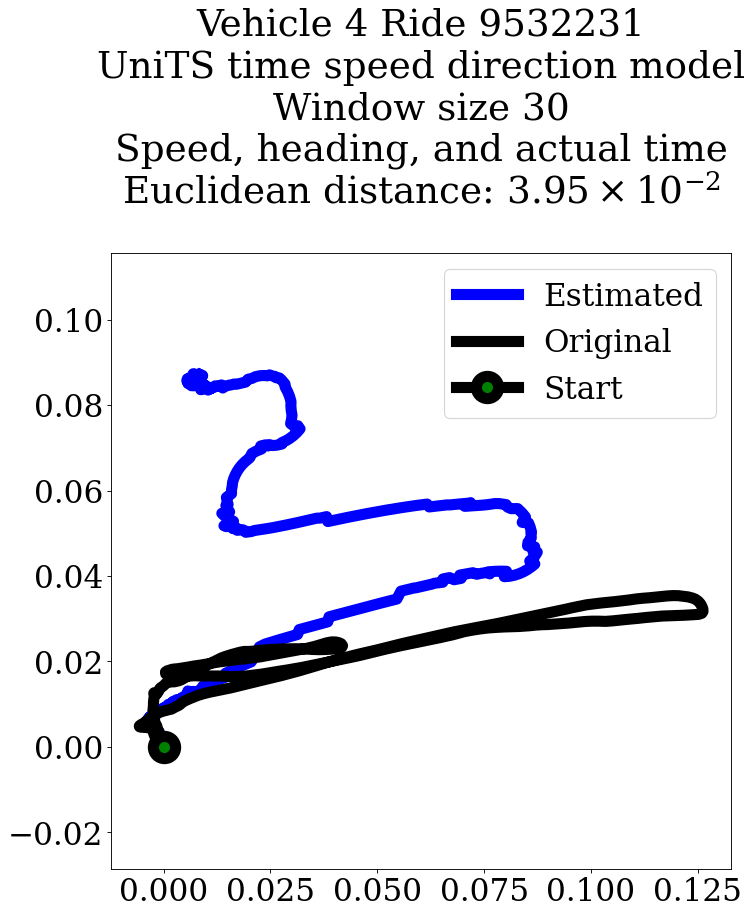 Vehicle 4 Ride 9532231
UniTS time speed direction model
Window size 30
Speed, heading, and actual time
Euclidean distance: 3.95 × 10⁻²
Estimated
Original
Start
0.10
0.08
0.06
0.04
0.02
0.00
−0.02
0.000 0.025 0.050 0.075 0.100 0.125